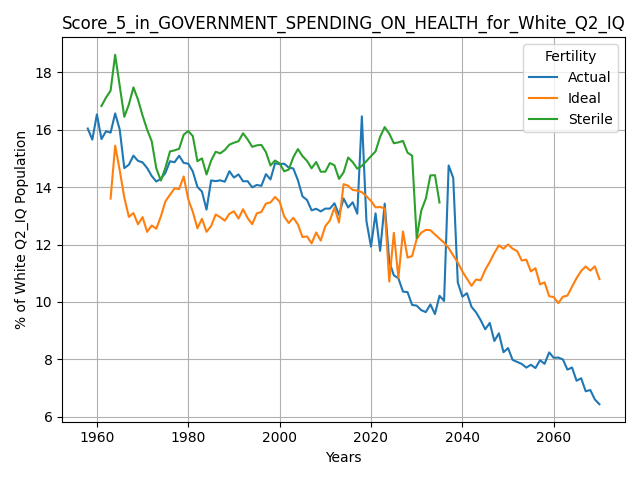 Score_5_in_GOVERNMENT_SPENDING_ON_HEALTH_for_White_Q2_IQ
Fertility
Actual
Ideal
Sterile
% of White Q2_IQ Population
18
16
14
12
10
8
6
1960 1980 2000 2020 2040 2060
Years